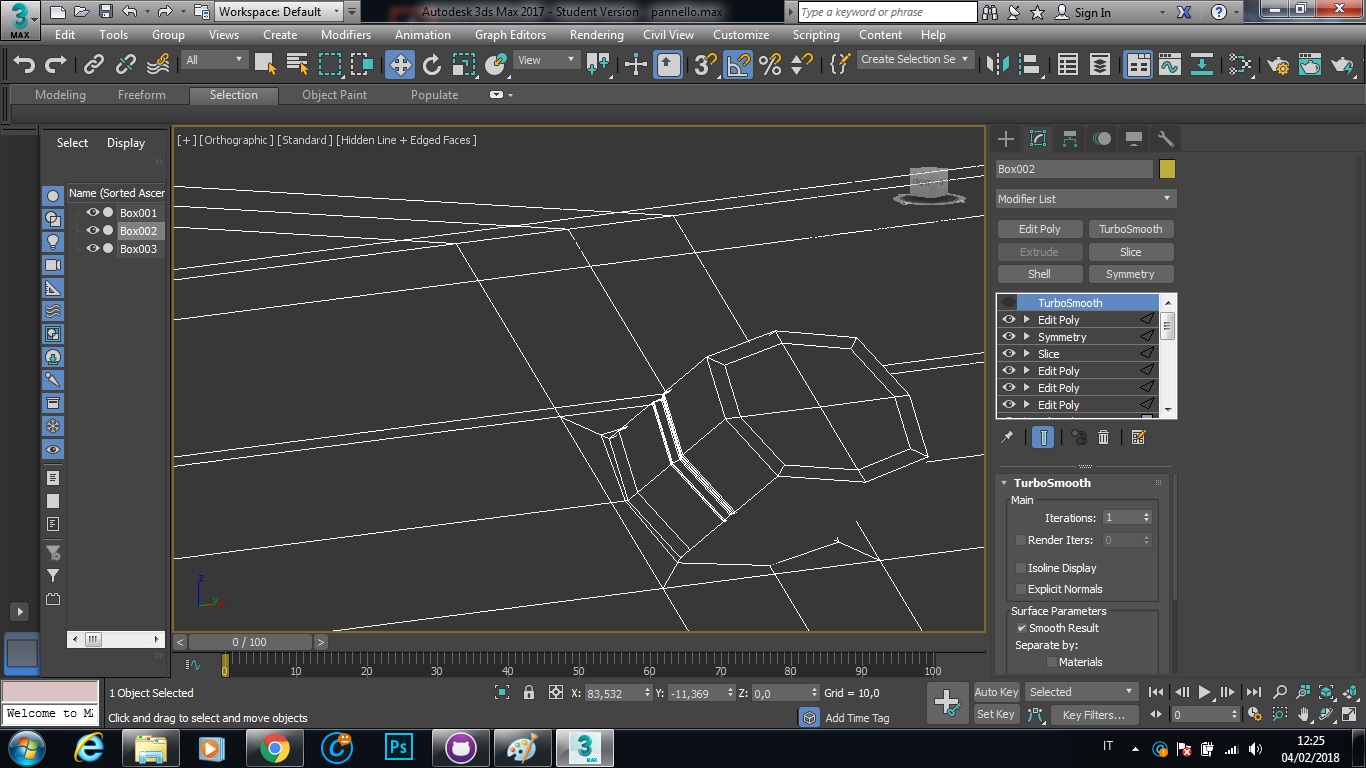 Workspace: Default
Autodesk 3ds Max 2017 - Student Version pannello.max
Type a keyword or phrase
Sign In
3
MAX
Edit Tools Group Views Create Modifiers Animation Graph Editors Rendering Civil View Customize Scripting Content Help
All
View
Create Selection Se
Modeling Freeform Selection Object Paint Populate
Select Display
[+] [Orthographic] [Standard] [Hidden Line + Edged Faces]
Name (Sorted Ascer
Box001
Box002
Box003
Box002
Modifier List
Edit Poly TurboSmooth
Extrude Slice
Shell Symmetry
TurboSmooth
Edit Poly
Symmetry
Slice
Edit Poly
Edit Poly
Edit Poly
TurboSmooth
Main
Iterations: 1
Render Iters: 0
Isoline Display
Explicit Normals
Surface Parameters
Smooth Result
Separate by:
Materials
z
y
0 / 100
0 10 20 30 40 50 60 70 80 90 100
1 Object Selected
X: 83,532 Y: -11,369 Z: 0,0 Grid = 10,0
Auto Key Selected
Welcome to M
Click and drag to select and move objects
Add Time Tag
Set Key Key Filters...
0
Ps
3
MAX
IT
12:25
04/02/2018